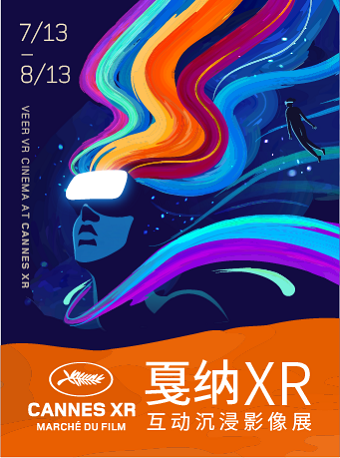 7/13
8/13
VEER VR CINEMA AT CANNES XR
CANNES XR
MARCHÉ DU FILM
戛纳XR
互动沉浸影像展